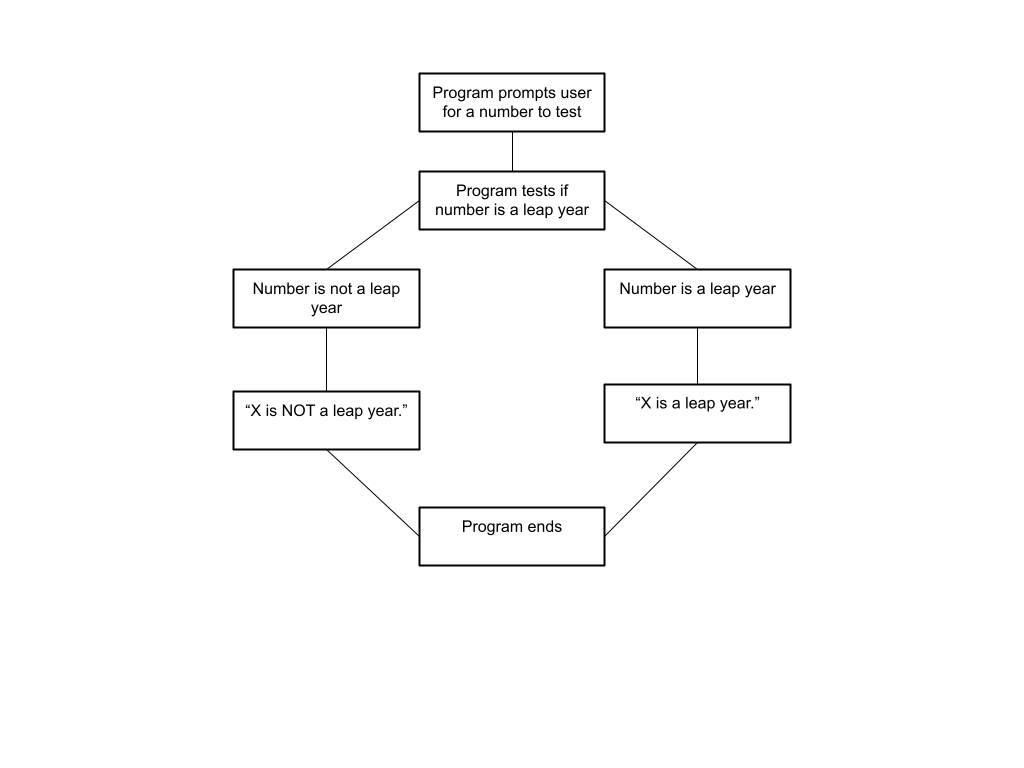 Program prompts user
for a number to test
Program tests if
number is a leap year
Number is not a leap
year
Number is a leap year
“X is NOT a leap year.”
“X is a leap year.”
Program ends